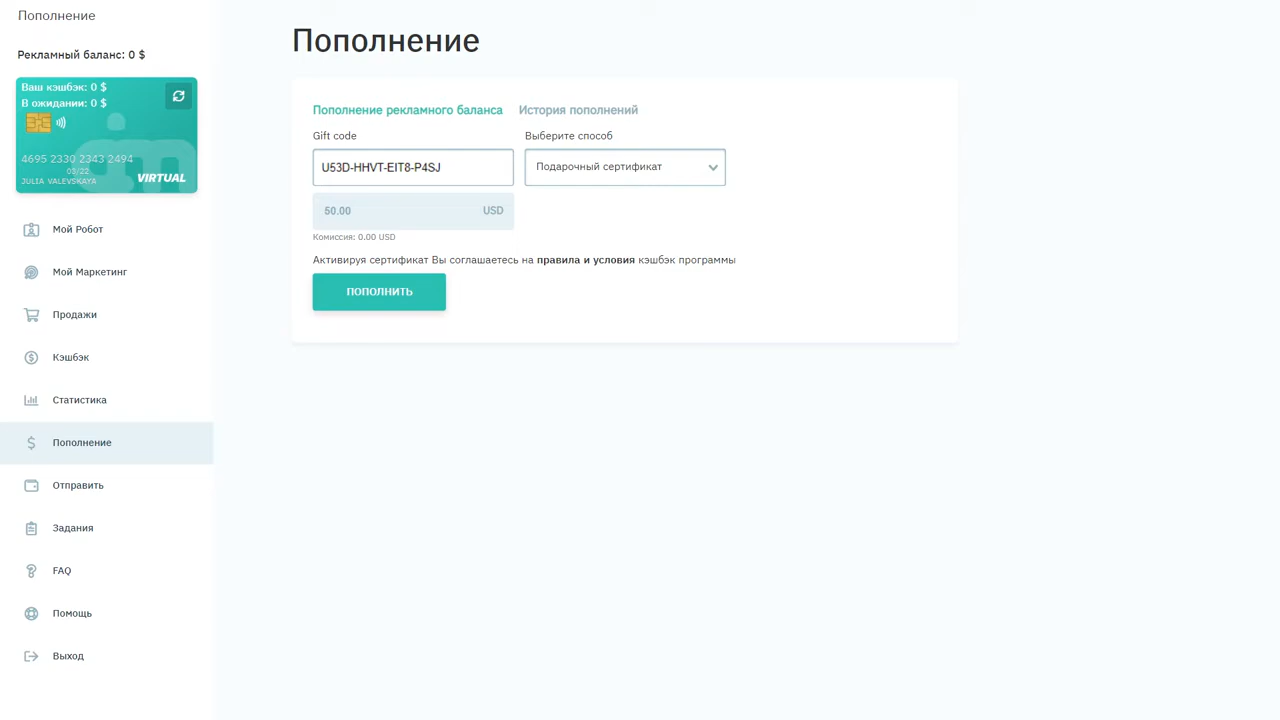 Пополнение
Рекламный баланс: 0 $
Ваш кэшбэк: 0 $
В ожидании: 0 $
4695 2330 2343 2494
03/22
JULIA VALEVSKAYA
VIRTUAL
Мой Робот
Мой Маркетинг
Продажи
Кэшбэк
Статистика
Пополнение
Отправить
Задания
FAQ
Помощь
Выход
Пополнение
Пополнение рекламного баланса История пополнений
Gift code Выберите способ
U53D-HHVT-EIT8-P4SJ Подарочный сертификат
50.00 USD
Комиссия: 0.00 USD
Активируя сертификат Вы соглашаетесь на правила и условия кэшбэк программы
ПОПОЛНИТЬ